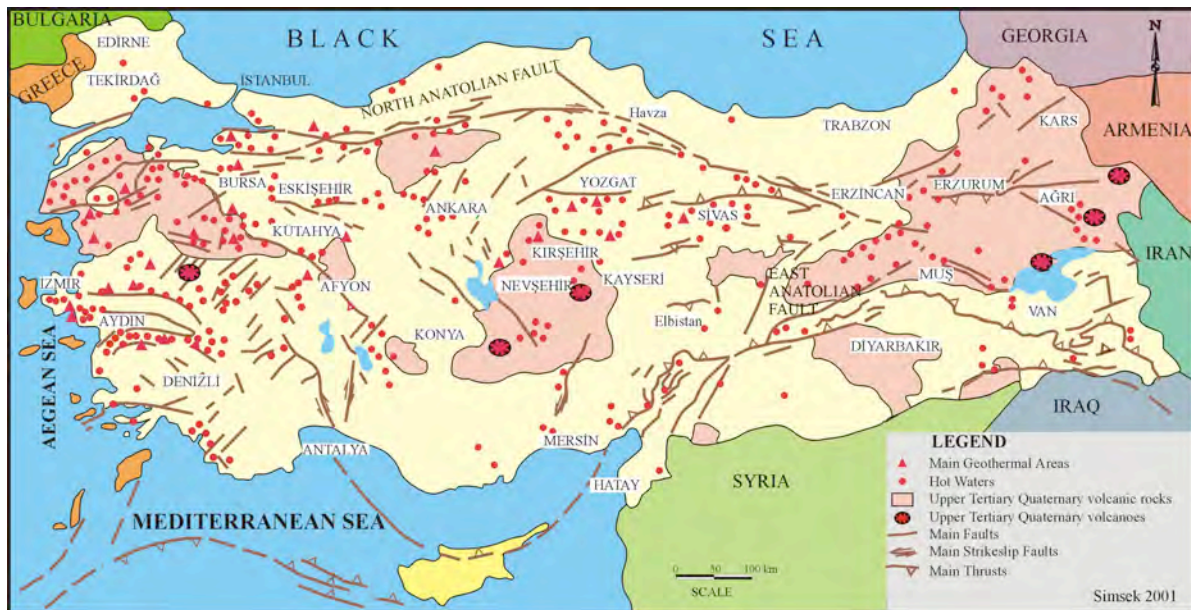 BULGARIA
EDİRNE
BLACK SEA
GEORGIA
N
GREECE
TEKİRDAĞ
İSTANBUL
NORTH ANATOLIAN FAULT
Havza
TRABZON
KARS
ARMENIA
BURSA
ESKİŞEHİR
ANKARA
YOZGAT
SİVAS
ERZİNCAN
ERZURUM
AĞRI
KÜTAHYA
KIRŞEHİR
IRAN
İZMIR
AFYON
NEVŞEHİR
KAYSERİ
EAST
ANATOLIAN
FAULT
MUŞ
AYDIN
KONYA
Elbistan
VAN
DİYARBAKIR
DENİZLİ
AEGEAN SEA
IRAQ
ANTALYA
MERSİN
HATAY
SYRIA
MEDITERRANEAN SEA
LEGEND
Main Geothermal Areas
Hot Waters
Upper Tertiary Quaternary volcanic rocks
Upper Tertiary Quaternary volcanoes
Main Faults
Main Strikeslip Faults
Main Thrusts
0 50 100 km
SCALE
Simsek 2001